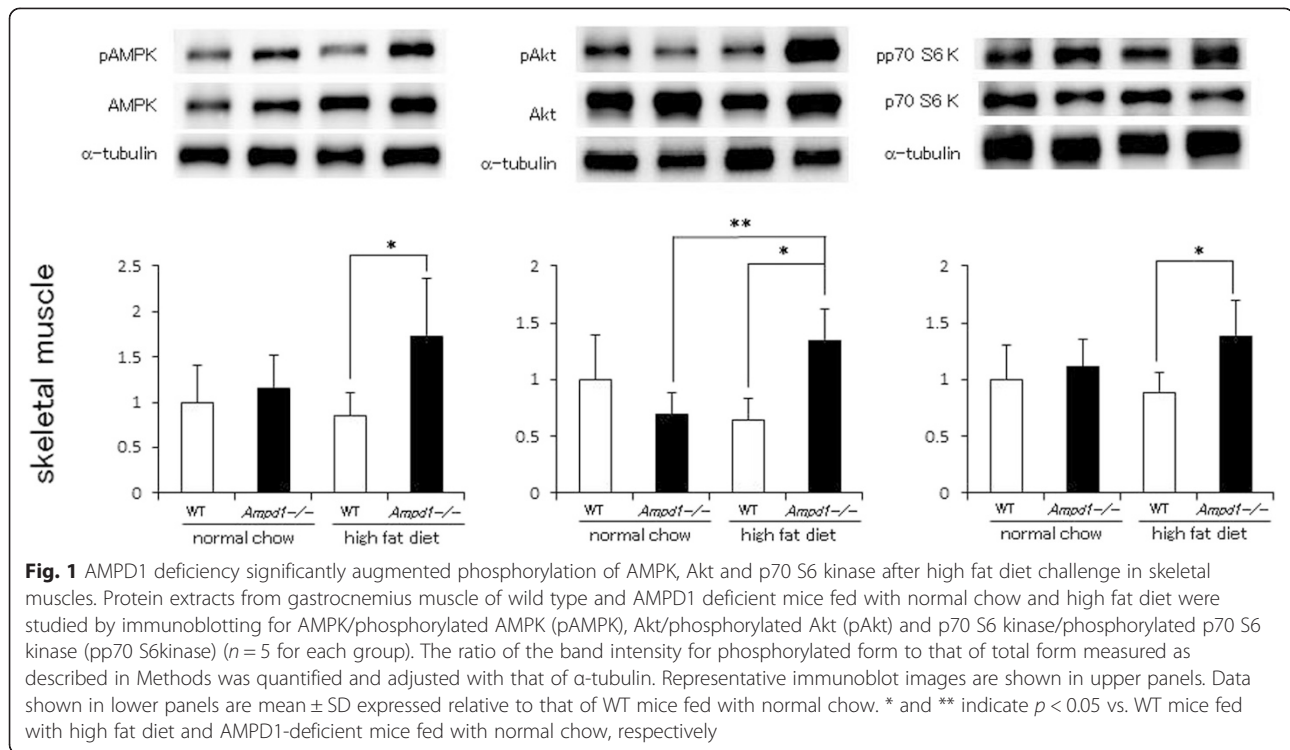 pAMPK
AMPK
α-tubulin
pAkt
Akt
α-tubulin
pp70 S6 K
p70 S6 K
α-tubulin
skeletal muscle
2.5
2
1.5
1
0.5
0
*
WT
Ampd1−/−
WT
Ampd1−/−
normal chow
high fat diet
2
1.5
1
0.5
0
**
*
WT
Ampd1−/−
WT
Ampd1−/−
normal chow
high fat diet
2
1.5
1
0.5
0
*
WT
Ampd1−/−
WT
Ampd1−/−
normal chow
high fat diet
Fig. 1 AMPD1 deficiency significantly augmented phosphorylation of AMPK, Akt and p70 S6 kinase after high fat diet challenge in skeletal
muscles. Protein extracts from gastrocnemius muscle of wild type and AMPD1 deficient mice fed with normal chow and high fat diet were
studied by immunoblotting for AMPK/phosphorylated AMPK (pAMPK), Akt/phosphorylated Akt (pAkt) and p70 S6 kinase/phosphorylated p70 S6
kinase (pp70 S6kinase) (n = 5 for each group). The ratio of the band intensity for phosphorylated form to that of total form measured as
described in Methods was quantified and adjusted with that of α-tubulin. Representative immunoblot images are shown in upper panels. Data
shown in lower panels are mean ± SD expressed relative to that of WT mice fed with normal chow. * and ** indicate p < 0.05 vs. WT mice fed
with high fat diet and AMPD1-deficient mice fed with normal chow, respectively